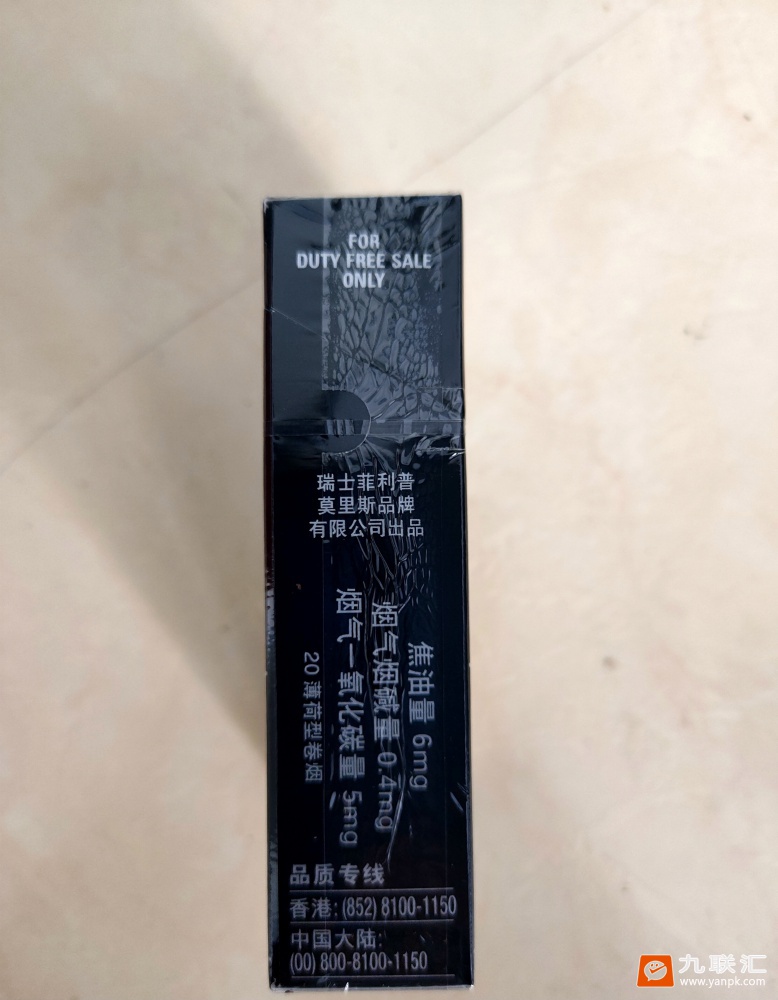 FOR
DUTY FREE SALE
ONLY
瑞士菲利普
莫里斯品牌
有限公司出品
焦油量 6mg
烟气烟碱量 0.4mg
烟气一氧化碳量 5mg
20 薄荷型卷烟
品质专线
香港: (852) 8100-1150
中国大陆:
(00) 800-8100-1150
九联汇
www.yanpk.com